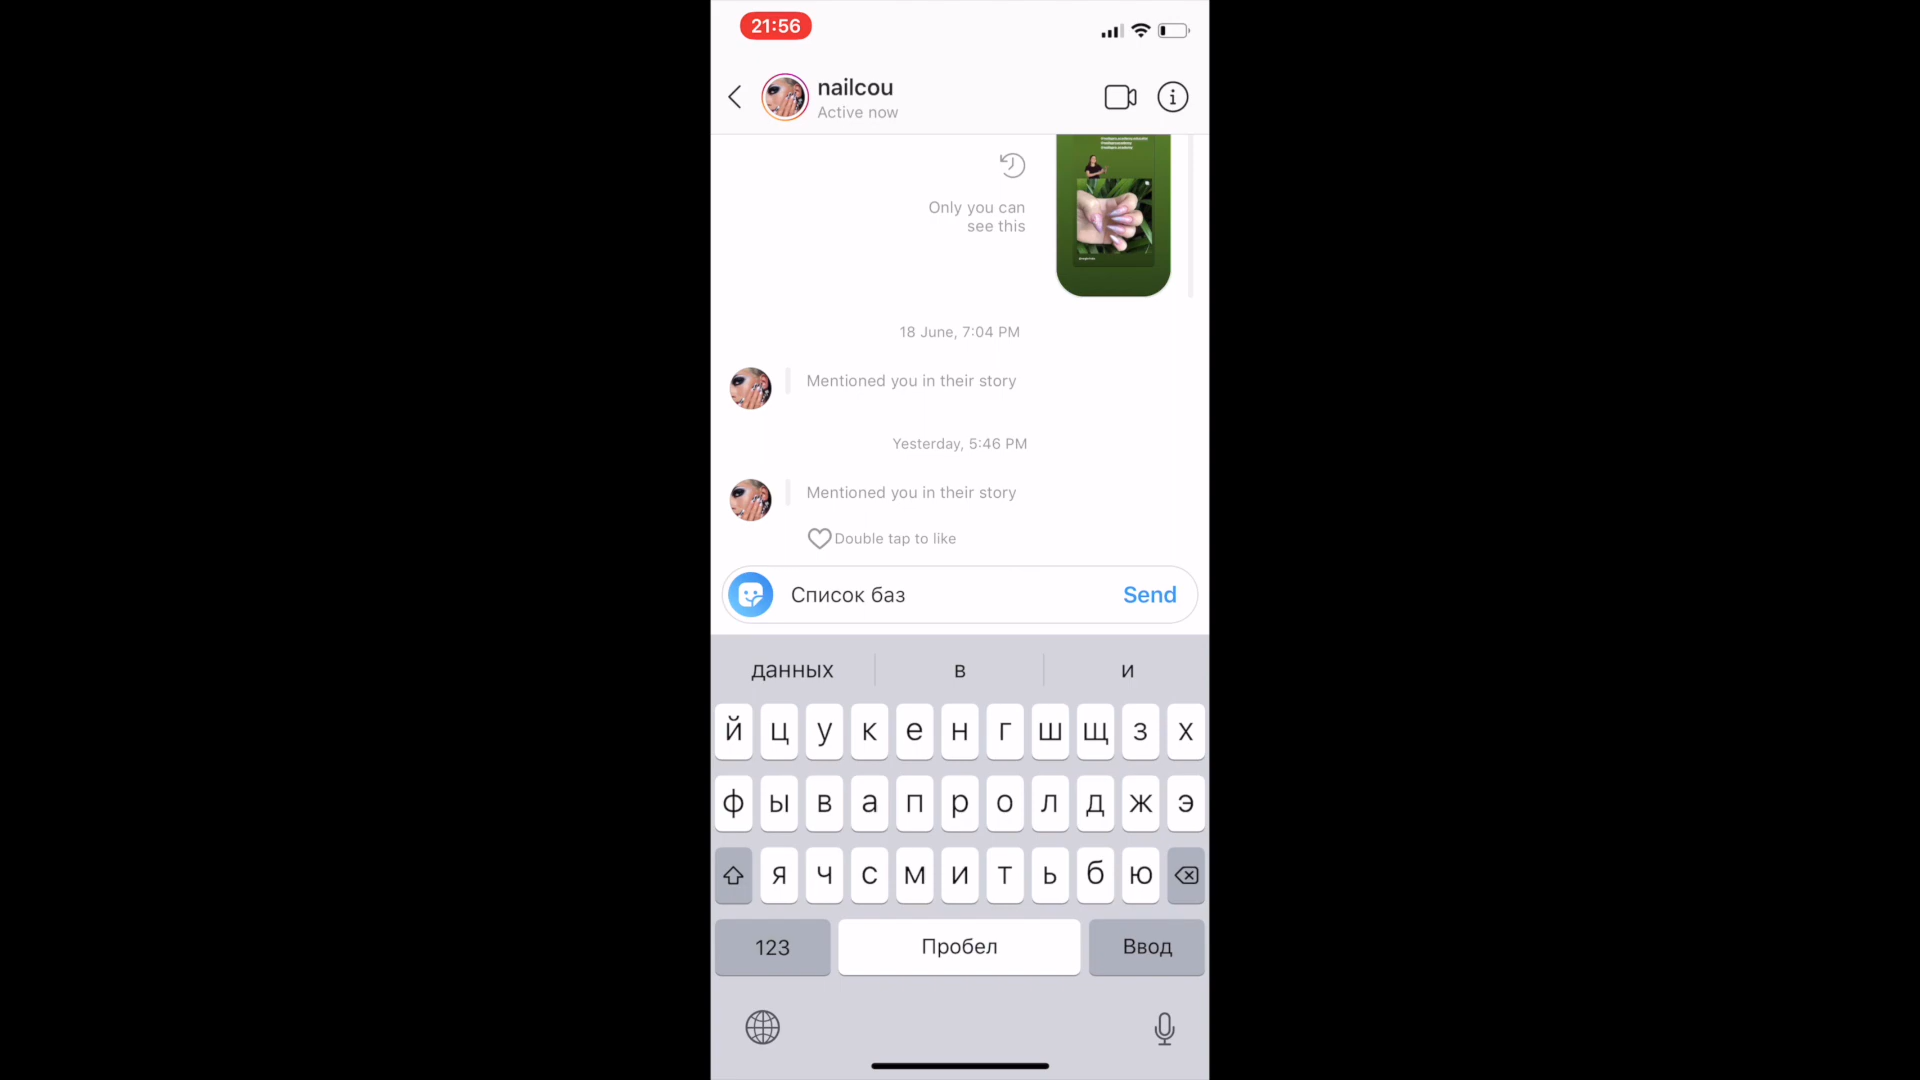 21:56
nailcou
Active now
Only you can
see this
18 June, 7:04 PM
Mentioned you in their story
Yesterday, 5:46 PM
Mentioned you in their story
Double tap to like
Список баз
Send
данных в и
й ц у к е н г ш щ з х
ф ы в а п р о л д ж э
я ч с м и т ь б ю
123 Пробел Ввод